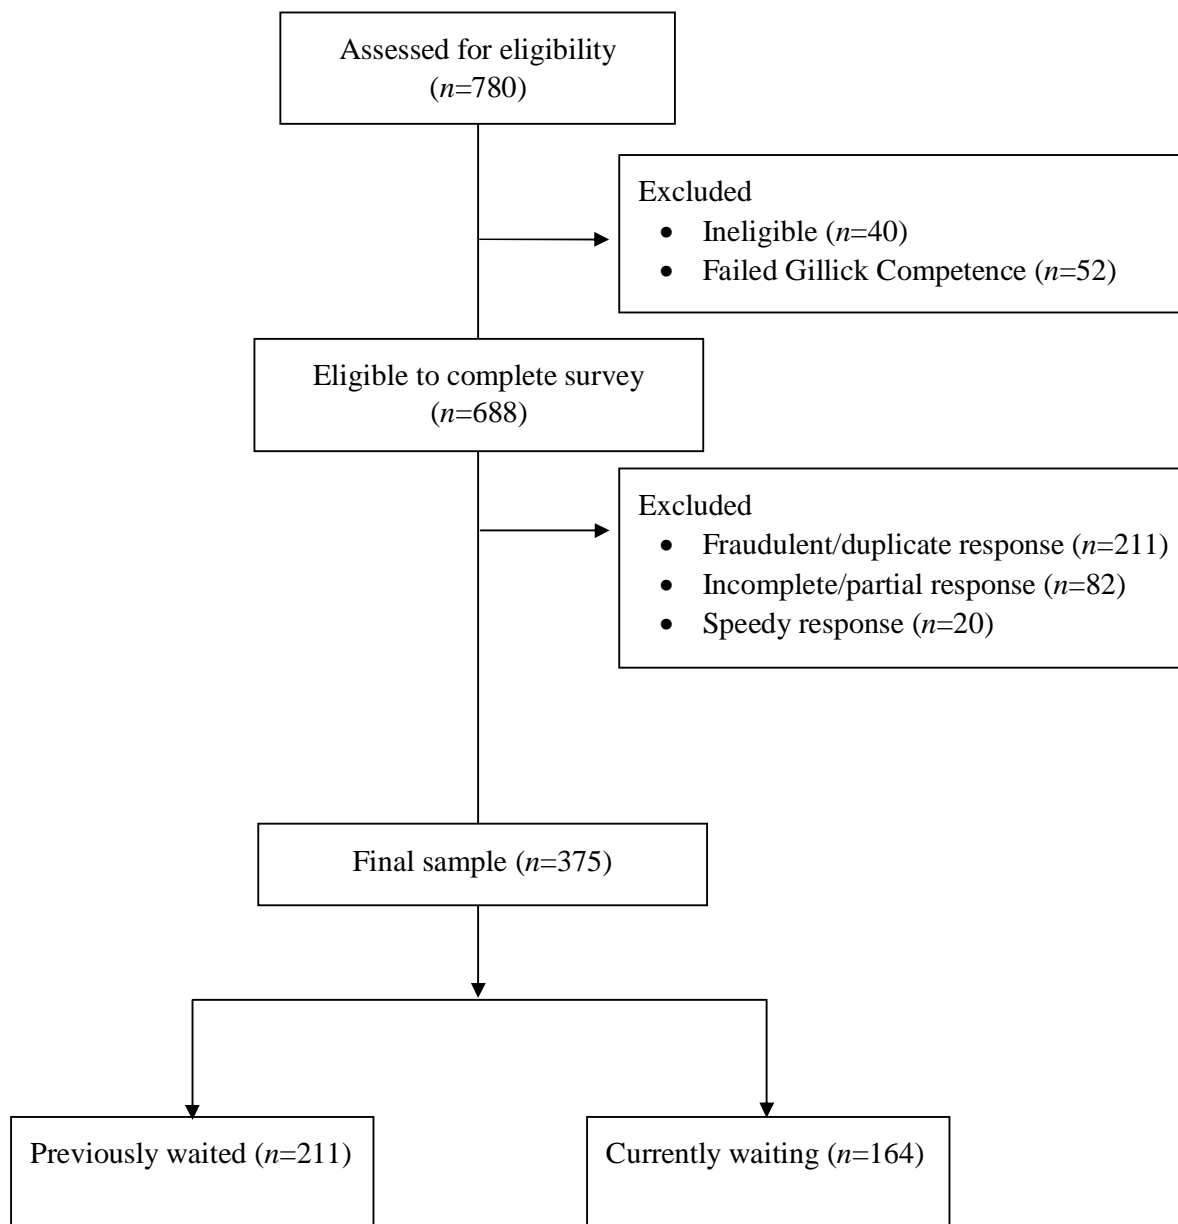 Assessed for eligibility
(n=780)
Excluded
• Ineligible (n=40)
• Failed Gillick Competence (n=52)
Eligible to complete survey
(n=688)
Excluded
• Fraudulent/duplicate response (n=211)
• Incomplete/partial response (n=82)
• Speedy response (n=20)
Final sample (n=375)
Previously waited (n=211)
Currently waiting (n=164)